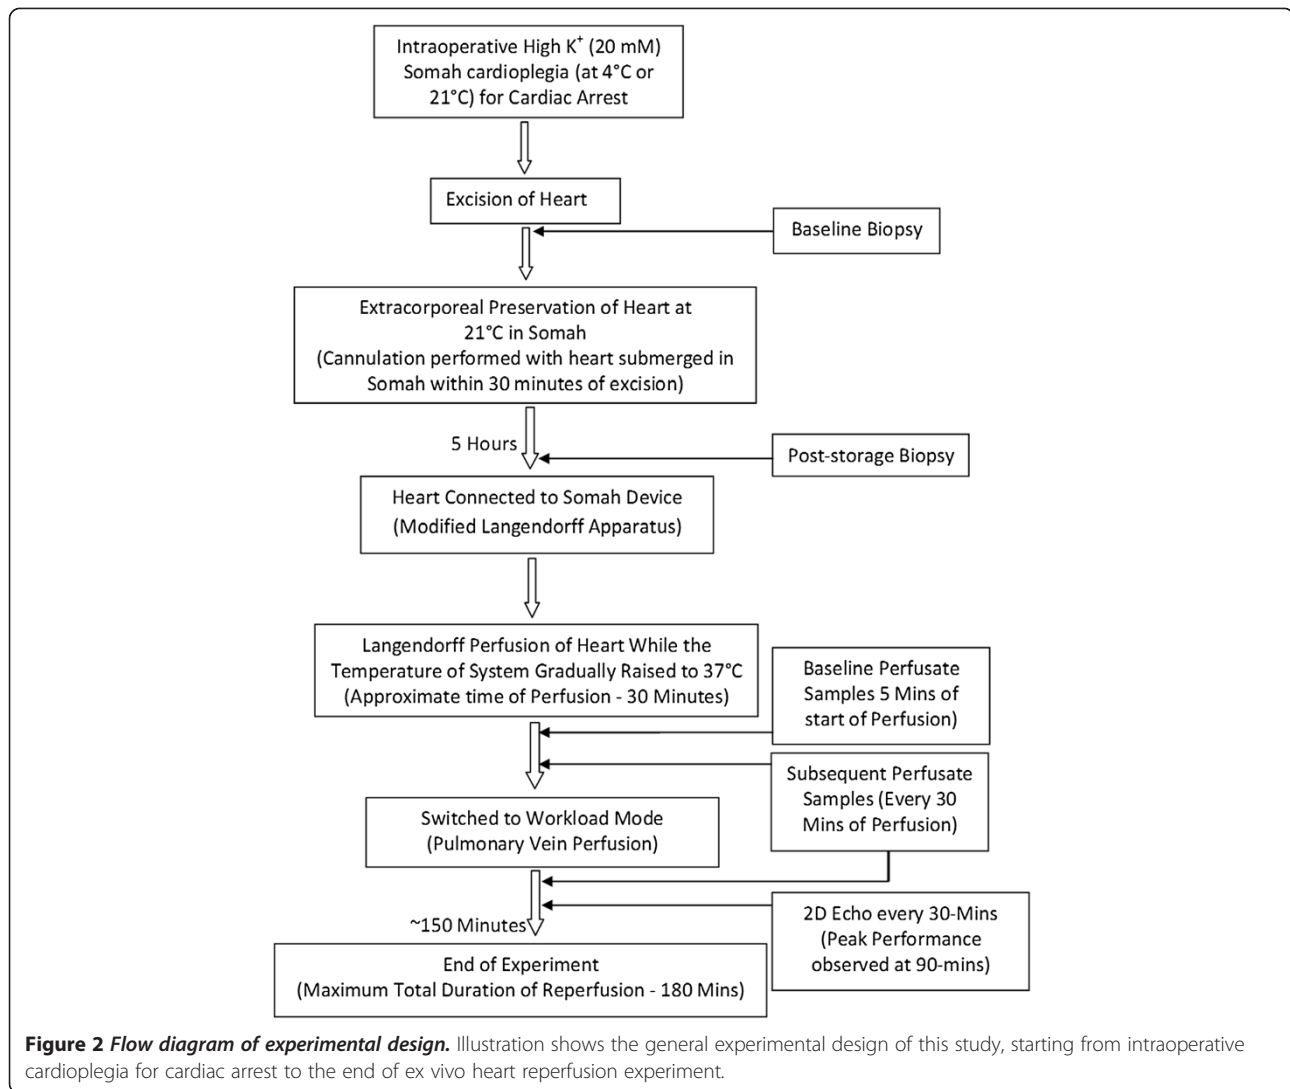 Intraoperative High K⁺ (20 mM)
Somah cardioplegia (at 4°C or
21°C) for Cardiac Arrest
Excision of Heart
Baseline Biopsy
Extracorporeal Preservation of Heart at
21°C in Somah
(Cannulation performed with heart submerged in
Somah within 30 minutes of excision)
5 Hours
Post-storage Biopsy
Heart Connected to Somah Device
(Modified Langendorff Apparatus)
Langendorff Perfusion of Heart While the
Temperature of System Gradually Raised to 37°C
(Approximate time of Perfusion - 30 Minutes)
Baseline Perfusate
Samples 5 Mins of
start of Perfusion)
Subsequent Perfusate
Samples (Every 30
Mins of Perfusion)
Switched to Workload Mode
(Pulmonary Vein Perfusion)
2D Echo every 30-Mins
(Peak Performance
observed at 90-mins)
~150 Minutes
End of Experiment
(Maximum Total Duration of Reperfusion - 180 Mins)
Figure 2 Flow diagram of experimental design. Illustration shows the general experimental design of this study, starting from intraoperative
cardioplegia for cardiac arrest to the end of ex vivo heart reperfusion experiment.